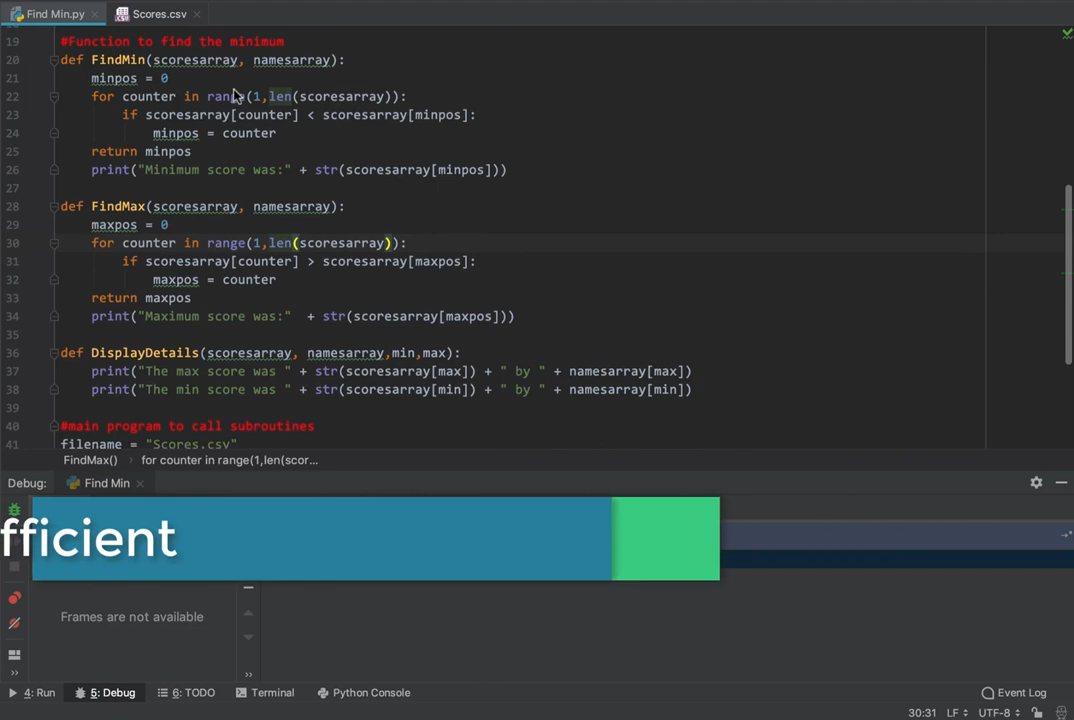 Find Min.py
Scores.csv
19 #Function to find the minimum
20 def FindMin(scoresarray, namesarray):
21 minpos = 0
22 for counter in range(1,len(scoresarray)):
23 if scoresarray[counter] < scoresarray[minpos]:
24 minpos = counter
25 return minpos
26 print("Minimum score was:" + str(scoresarray[minpos]))
27
28 def FindMax(scoresarray, namesarray):
29 maxpos = 0
30 for counter in range(1,len(scoresarray)):
31 if scoresarray[counter] > scoresarray[maxpos]:
32 maxpos = counter
33 return maxpos
34 print("Maximum score was:"  + str(scoresarray[maxpos]))
35
36 def DisplayDetails(scoresarray, namesarray,min,max):
37 print("The max score was " + str(scoresarray[max]) + " by " + namesarray[max])
38 print("The min score was " + str(scoresarray[min]) + " by " + namesarray[min])
39
40 #main program to call subroutines
41 filename = "Scores.csv"
FindMax() › for counter in range(1,len(scor...
Debug: Find Min
fficient
Frames are not available
4: Run 5: Debug 6: TODO Terminal Python Console Event Log
30:31 LF UTF-8